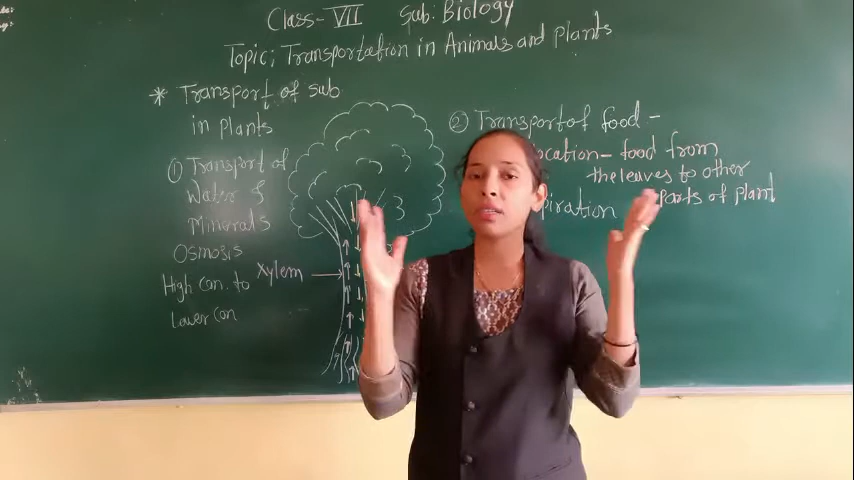 Class-VII Sub. Biology
Topic; Transportation in Animals and Plants
* Transport of sub
in plants
① Transport of
Water &
Minerals
Osmosis
High Con. to
Lower Con
Xylem
② Transport of food -
ocation- food from
the leaves to other
parts of plant
piration